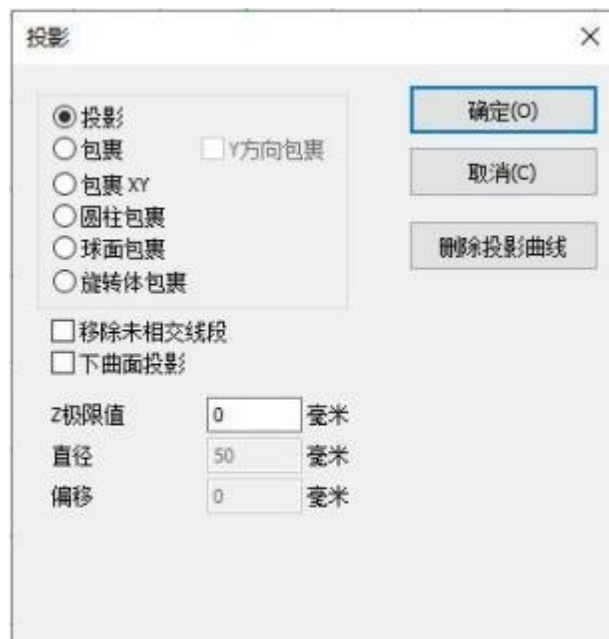 投影
投影
包裹
Y方向包裹
包裹 XY
圆柱包裹
球面包裹
旋转体包裹
确定(O)
取消(C)
删除投影曲线
移除未相交线段
下曲面投影
Z极限值 0 毫米
直径 50 毫米
偏移 0 毫米